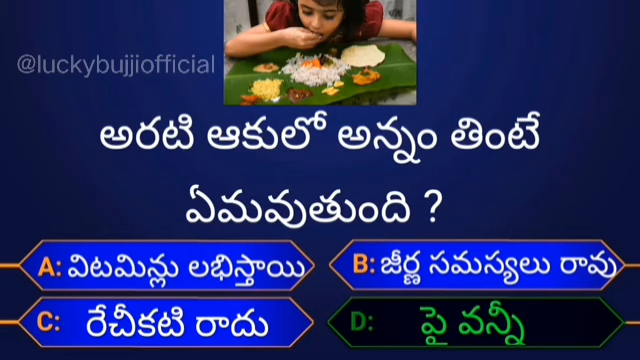 @luckybujjiofficial
అరటి ఆకులో అన్నం తింటే
ఏమవుతుంది ?
A: విటమిన్లు లభిస్తాయి
B: జీర్ణ సమస్యలు రావు
C: రేచీకటి రాదు
D: పై వన్నీ